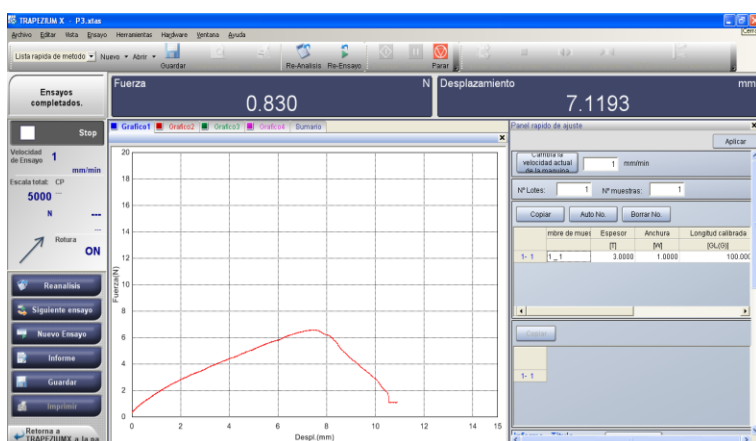 TRAPEZIUM X - P3.xtas
Archivo Editar Vista Ensayo Herramientas Hardware Ventana Ayuda
Lista rapida de metodo Nuevo Abrir Guardar Re-Analisis Re-Ensayo Parar
Ensayos completados.
Fuerza N Desplazamiento mm
0.830 7.1193
Stop
Velocidad de Ensayo 1 mm/min
Escala total: CP
5000 ---
N ---
---
Rotura
ON
Reanalisis
Siguiente ensayo
Nuevo Ensayo
Informe
Guardar
Imprimir
Retorna a
TRAPEZIUMX a la pa
Grafico1 Grafico2 Grafico3 Grafico4 Sumario
Fuerza(N)
20
18
16
14
12
10
8
6
4
2
0
0 2 4 6 8 10 12 14 15
Despl.(mm)
Panel rapido de ajuste
Aplicar
Cambia la
velocidad actual
de la maquina
1 mm/min
Nº Lotes: 1 Nº muestras: 1
Copiar Auto No. Borrar No.
mbre de mues Espesor Anchura Longitud calibrada
[T] [W] [GL(G)]
1- 1 1 _ 1 3.0000 1.0000 100.000
Copiar
1- 1